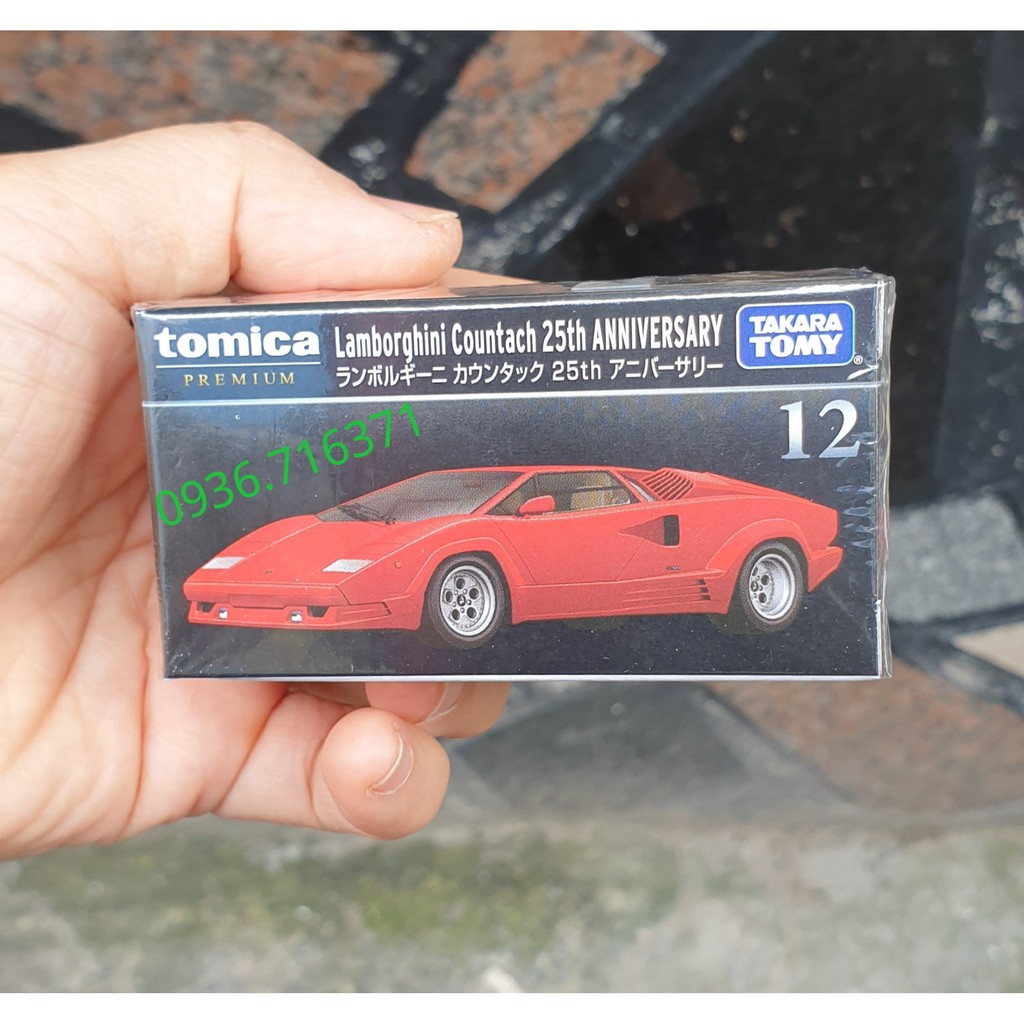 tomica
PREMIUM
Lamborghini Countach 25th ANNIVERSARY
ランボルギーニ カウンタック 25th アニバーサリー
TAKARA
TOMY
®
12
0936.716371